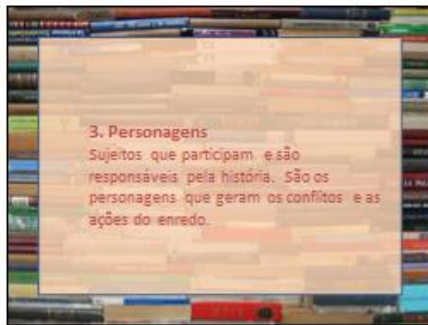 3. Personagens
Sujeitos que participam e são
responsáveis pela história. São os
personagens que geram os conflitos e as
ações do enredo.